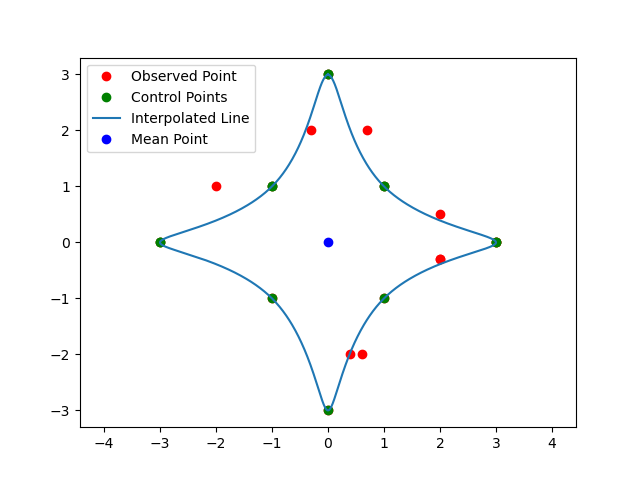 Observed Point
Control Points
Interpolated Line
Mean Point
3
2
1
0
−1
−2
−3
−4 −3 −2 −1 0 1 2 3 4